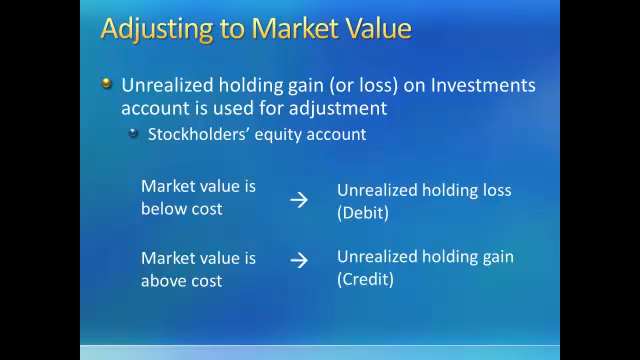 Adjusting to Market Value
Unrealized holding gain (or loss) on Investments
account is used for adjustment
Stockholders' equity account
Market value is
below cost
→
Unrealized holding loss
(Debit)
Market value is
above cost
→
Unrealized holding gain
(Credit)